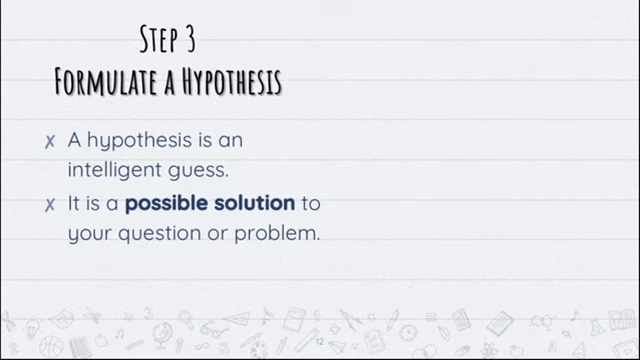 STEP 3
FORMULATE A HYPOTHESIS
✗ A hypothesis is an
intelligent guess.
✗ It is a possible solution to
your question or problem.
12